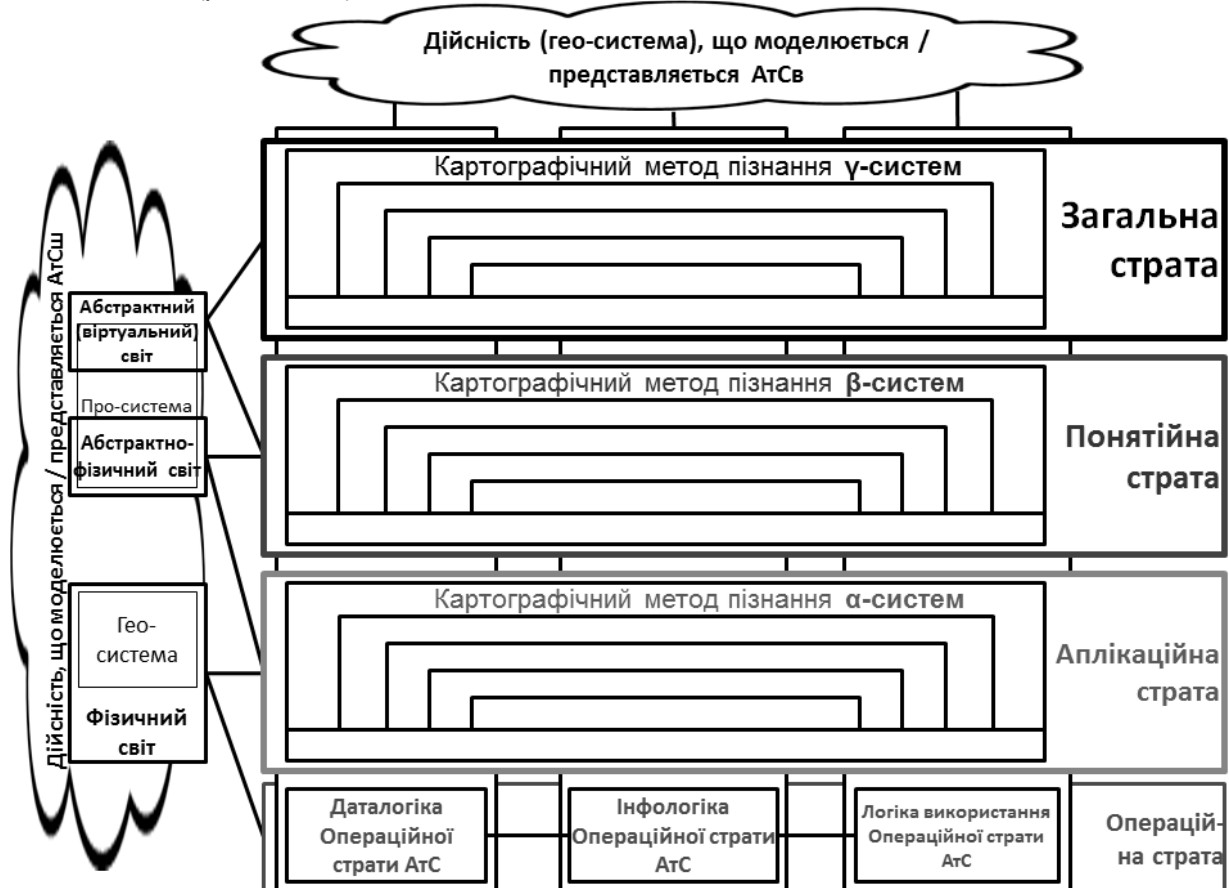 Дійсність (гео-система), що моделюється /
представляється АтСв
Картографічний метод пізнання γ-систем
Загальна
страта
Дійсність, що моделюється / представляється АтСш
Абстрактний
(віртуальний)
світ
Про-система
Абстрактно-
фізичний світ
Картографічний метод пізнання β-систем
Понятійна
страта
Гео-
система
Фізичний
світ
Картографічний метод пізнання α-систем
Аплікаційна
страта
Даталогіка
Операційної
страти АтС
Інфологіка
Операційної страти
АтС
Логіка використання
Операційної страти
АтС
Операцій-
на страта